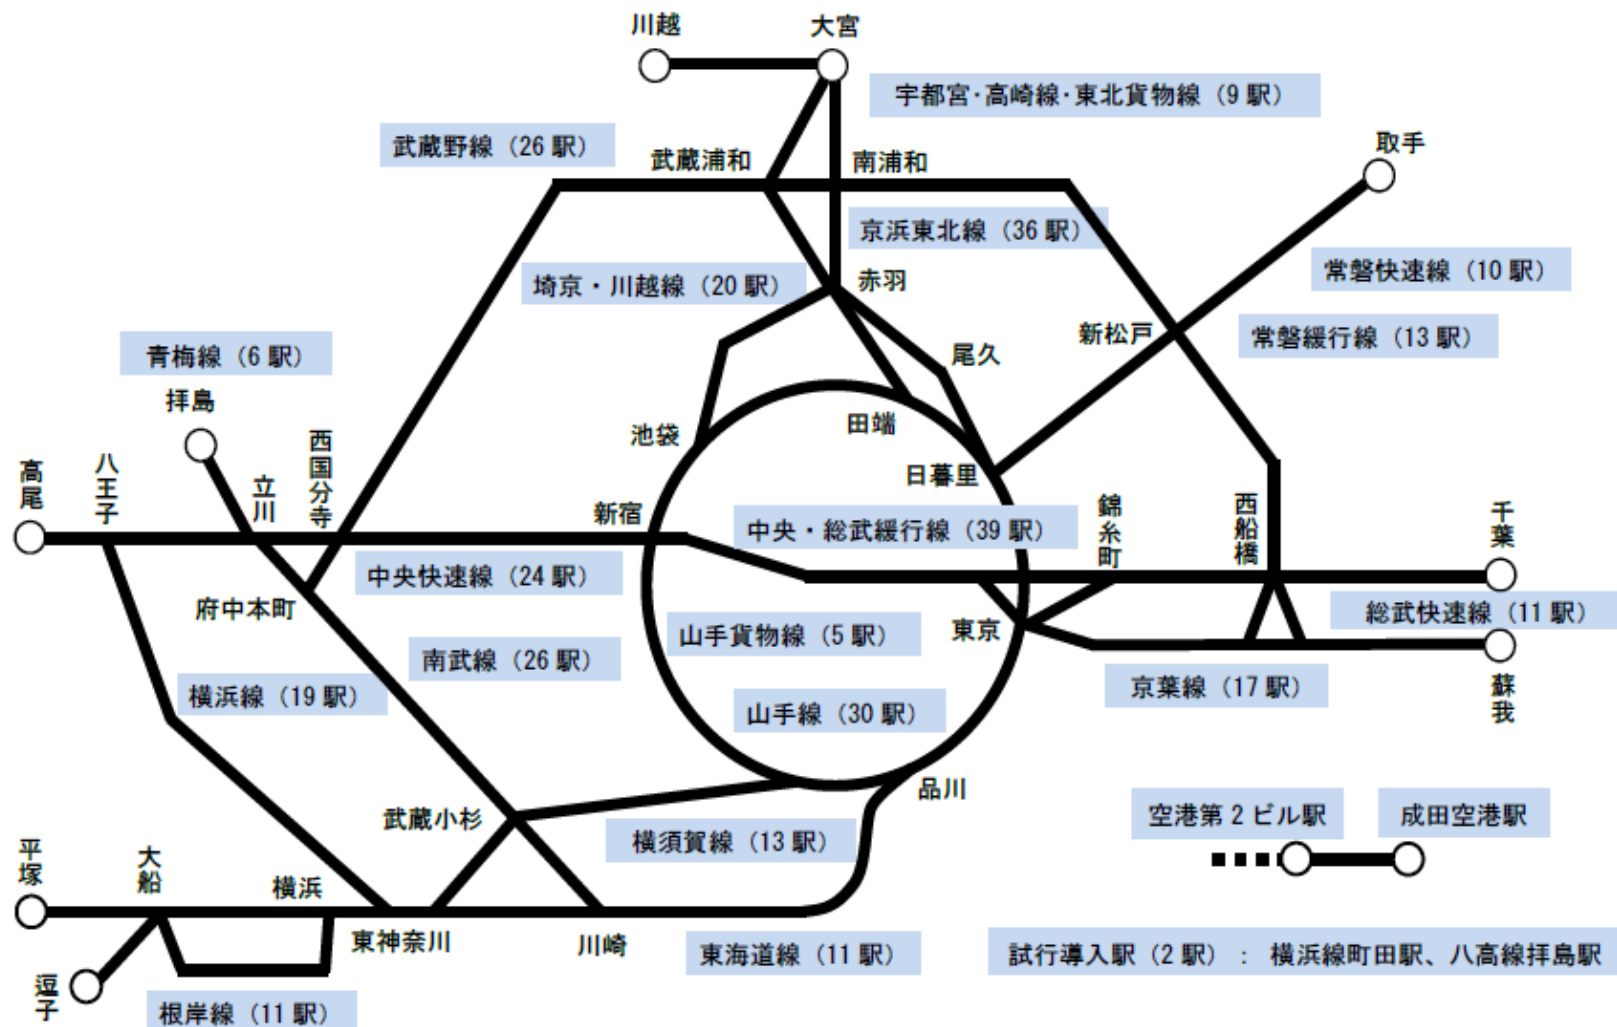 川越
大宮
宇都宮・高崎線・東北貨物線（9 駅）
武蔵野線（26 駅）
武蔵浦和
南浦和
取手
京浜東北線（36 駅）
埼京・川越線（20 駅）
赤羽
常磐快速線（10 駅）
新松戸
常磐緩行線（13 駅）
青梅線（6 駅）
拝島
尾久
池袋
田端
日暮里
高尾
八王子
立川
西国分寺
新宿
中央・総武緩行線（39 駅）
錦糸町
西船橋
千葉
中央快速線（24 駅）
府中本町
山手貨物線（5 駅）
東京
総武快速線（11 駅）
南武線（26 駅）
横浜線（19 駅）
山手線（30 駅）
京葉線（17 駅）
蘇我
品川
武蔵小杉
横須賀線（13 駅）
空港第 2 ビル駅
成田空港駅
平塚
大船
横浜
東神奈川
川崎
東海道線（11 駅）
試行導入駅（2 駅）： 横浜線町田駅、八高線拝島駅
逗子
根岸線（11 駅）